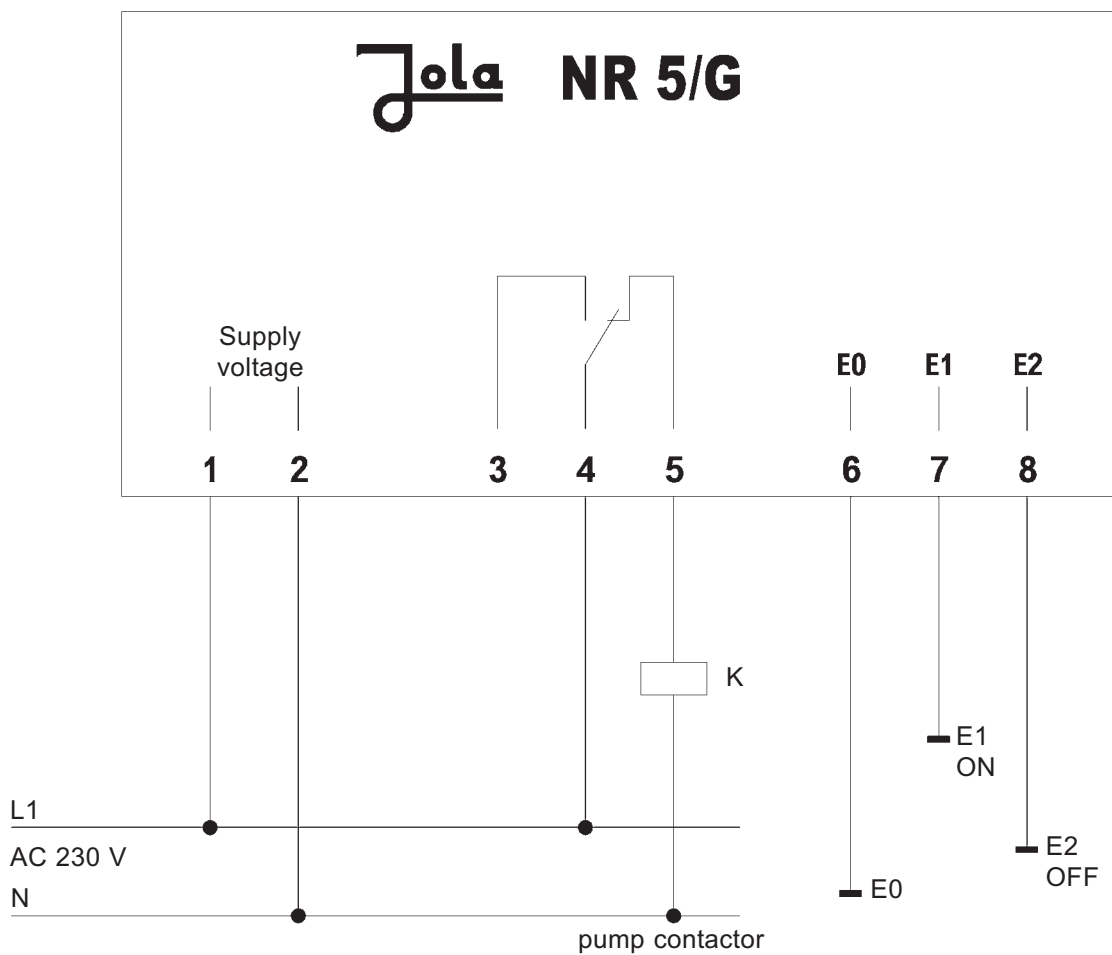 Jola NR 5/G
Supply
voltage
E0 E1 E2
1 2 3 4 5 6 7 8
K
E1
ON
L1
AC 230 V
E2
OFF
N
E0
pump contactor